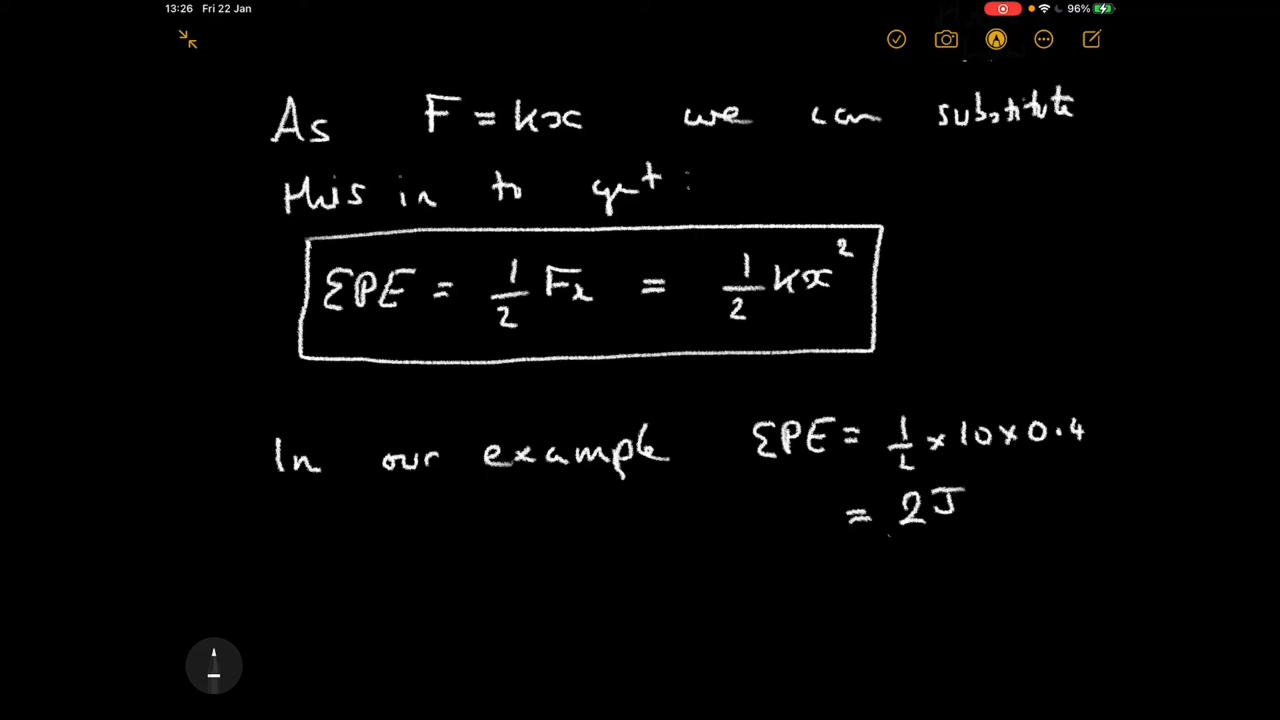 13:26 Fri 22 Jan 96%
As F = kx we can substitute
this in to get :
EPE = 1/2 Fx = 1/2 kx²
In our example EPE = 1/2 × 10 × 0.4
= 2J